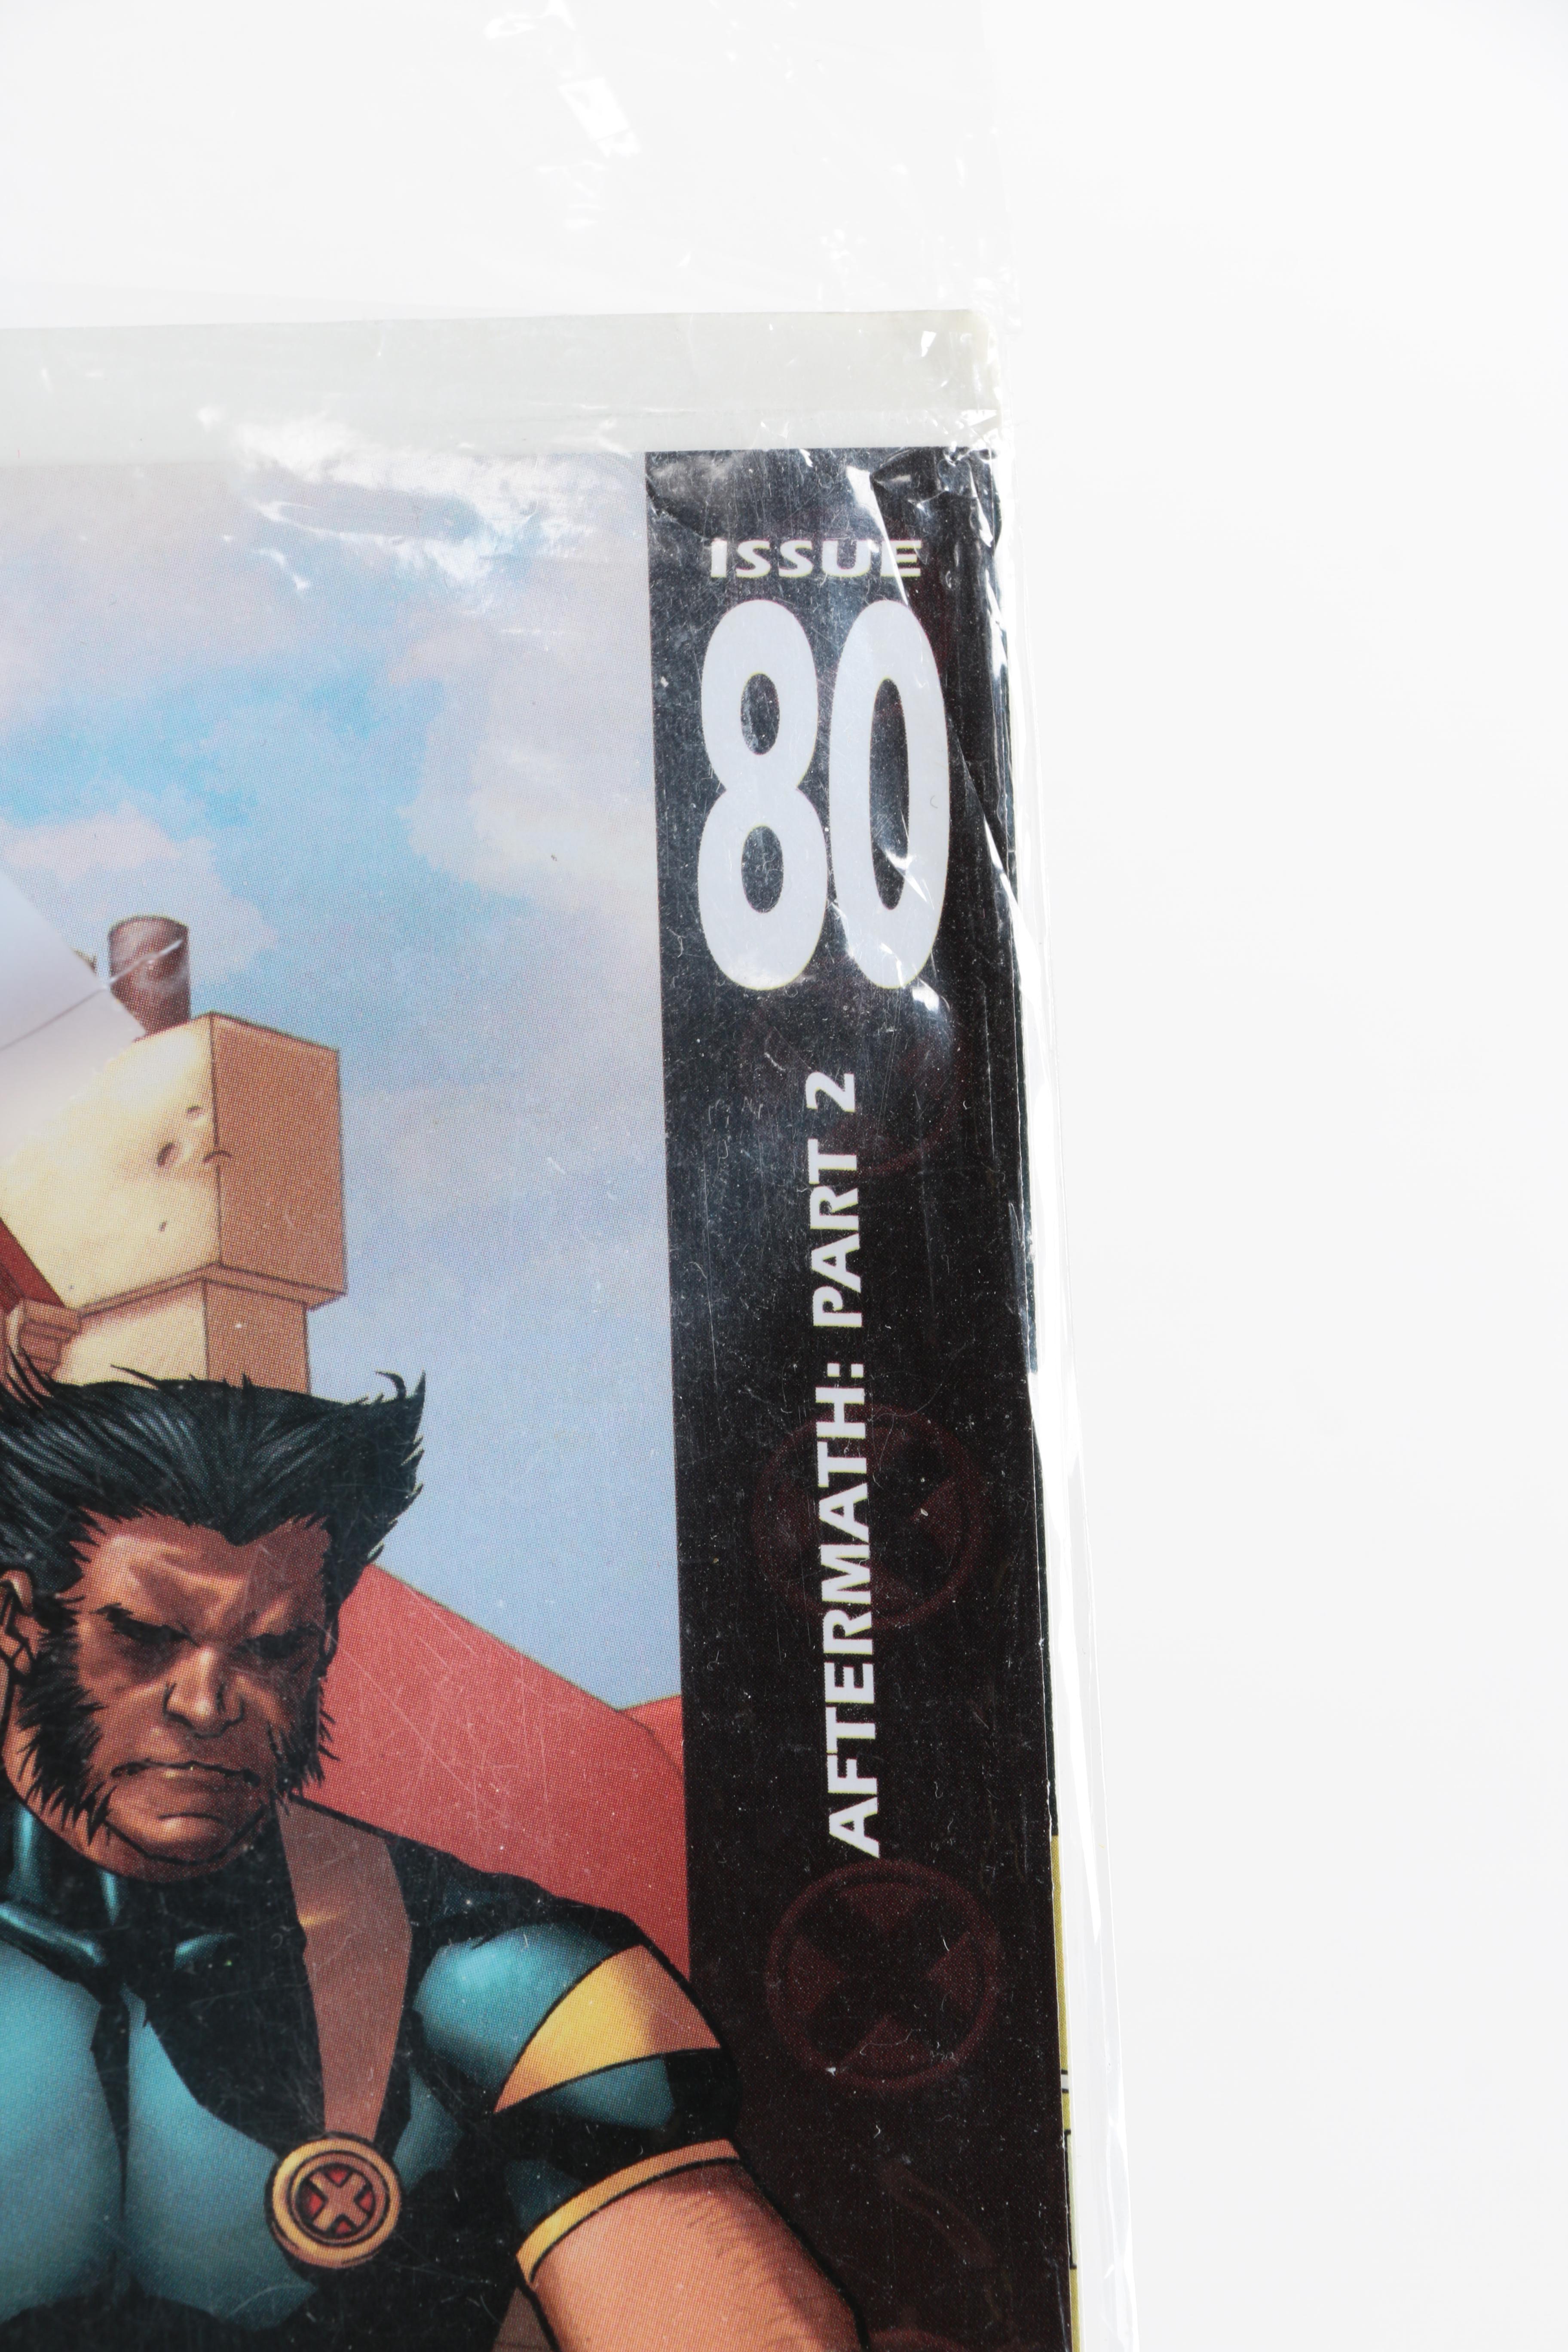 ISSUE
80
AFTERMATH: PART 2